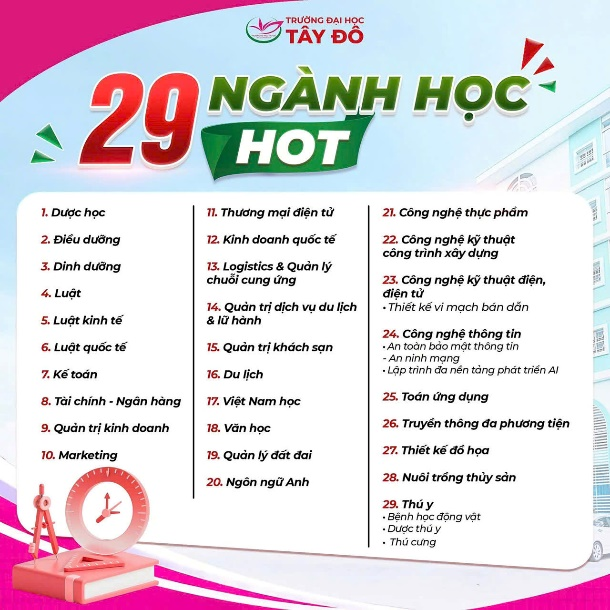 TRƯỜNG ĐẠI HỌC
TÂY ĐÔ
29 NGÀNH HỌC
HOT
1. Dược học
2. Điều dưỡng
3. Dinh dưỡng
4. Luật
5. Luật kinh tế
6. Luật quốc tế
7. Kế toán
8. Tài chính - Ngân hàng
9. Quản trị kinh doanh
10. Marketing
11. Thương mại điện tử
12. Kinh doanh quốc tế
13. Logistics & Quản lý
chuỗi cung ứng
14. Quản trị dịch vụ du lịch
& lữ hành
15. Quản trị khách sạn
16. Du lịch
17. Việt Nam học
18. Văn học
19. Quản lý đất đai
20. Ngôn ngữ Anh
21. Công nghệ thực phẩm
22. Công nghệ kỹ thuật
công trình xây dựng
23. Công nghệ kỹ thuật điện,
điện tử
• Thiết kế vi mạch bán dẫn
24. Công nghệ thông tin
• An toàn bảo mật thông tin
- An ninh mạng
• Lập trình đa nền tảng phát triển AI
25. Toán ứng dụng
26. Truyền thông đa phương tiện
27. Thiết kế đồ họa
28. Nuôi trồng thủy sản
29. Thú y
• Bệnh học động vật
• Dược thú y
• Thú cưng